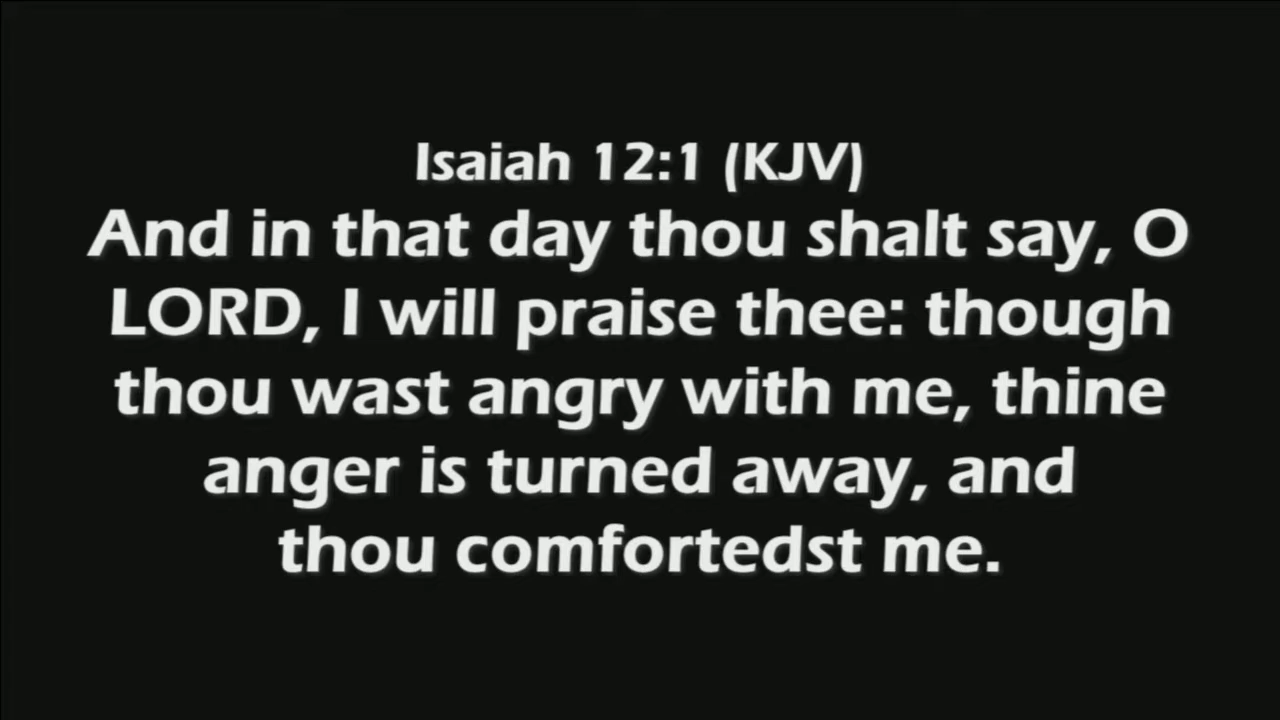 Isaiah 12:1 (KJV)
And in that day thou shalt say, O
LORD, I will praise thee: though
thou wast angry with me, thine
anger is turned away, and
thou comfortedst me.